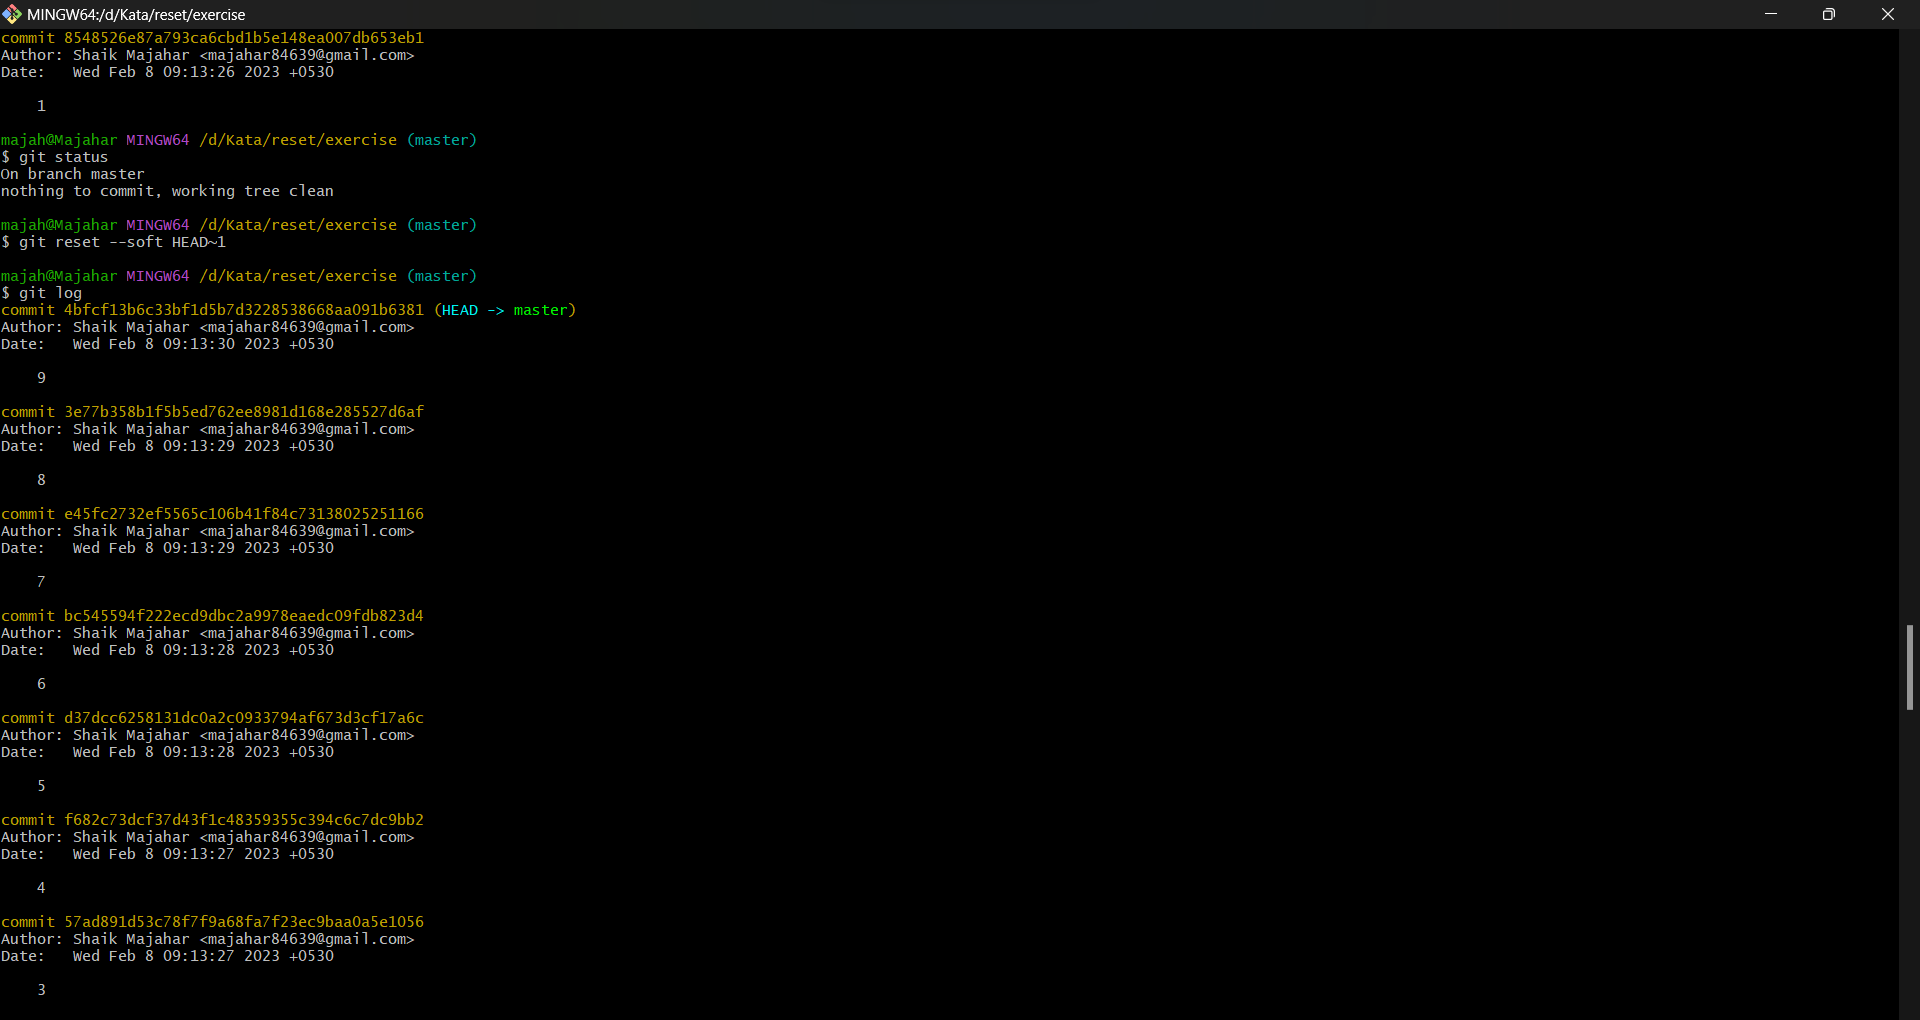 MINGW64:/d/Kata/reset/exercise
commit 8548526e87a793ca6cbd1b5e148ea007db653eb1
Author: Shaik Majahar <majahar84639@gmail.com>
Date:   Wed Feb 8 09:13:26 2023 +0530
1
majah@Majahar MINGW64 /d/Kata/reset/exercise (master)
$ git status
On branch master
nothing to commit, working tree clean
majah@Majahar MINGW64 /d/Kata/reset/exercise (master)
$ git reset --soft HEAD~1
majah@Majahar MINGW64 /d/Kata/reset/exercise (master)
$ git log
commit 4bfcf13b6c33bf1d5b7d3228538668aa091b6381 (HEAD -> master)
Author: Shaik Majahar <majahar84639@gmail.com>
Date:   Wed Feb 8 09:13:30 2023 +0530
9
commit 3e77b358b1f5b5ed762ee8981d168e285527d6af
Author: Shaik Majahar <majahar84639@gmail.com>
Date:   Wed Feb 8 09:13:29 2023 +0530
8
commit e45fc2732ef5565c106b41f84c73138025251166
Author: Shaik Majahar <majahar84639@gmail.com>
Date:   Wed Feb 8 09:13:29 2023 +0530
7
commit bc545594f222ecd9dbc2a9978eaedc09fdb823d4
Author: Shaik Majahar <majahar84639@gmail.com>
Date:   Wed Feb 8 09:13:28 2023 +0530
6
commit d37dcc6258131dc0a2c0933794af673d3cf17a6c
Author: Shaik Majahar <majahar84639@gmail.com>
Date:   Wed Feb 8 09:13:28 2023 +0530
5
commit f682c73dcf37d43f1c48359355c394c6c7dc9bb2
Author: Shaik Majahar <majahar84639@gmail.com>
Date:   Wed Feb 8 09:13:27 2023 +0530
4
commit 57ad891d53c78f7f9a68fa7f23ec9baa0a5e1056
Author: Shaik Majahar <majahar84639@gmail.com>
Date:   Wed Feb 8 09:13:27 2023 +0530
3